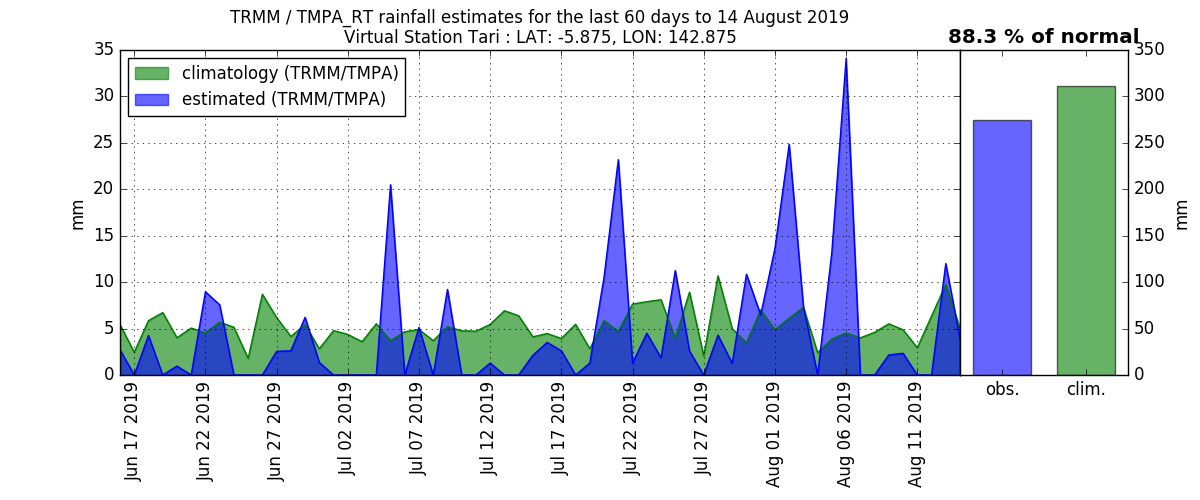 TRMM / TMPA_RT rainfall estimates for the last 60 days to 14 August 2019
Virtual Station Tari : LAT: -5.875, LON: 142.875
88.3 % of normal
climatology (TRMM/TMPA)
estimated (TRMM/TMPA)
mm
35
30
25
20
15
10
5
0
Jun 17 2019
Jun 22 2019
Jun 27 2019
Jul 02 2019
Jul 07 2019
Jul 12 2019
Jul 17 2019
Jul 22 2019
Jul 27 2019
Aug 01 2019
Aug 06 2019
Aug 11 2019
obs.
clim.
350
300
250
200
150
100
50
0
mm